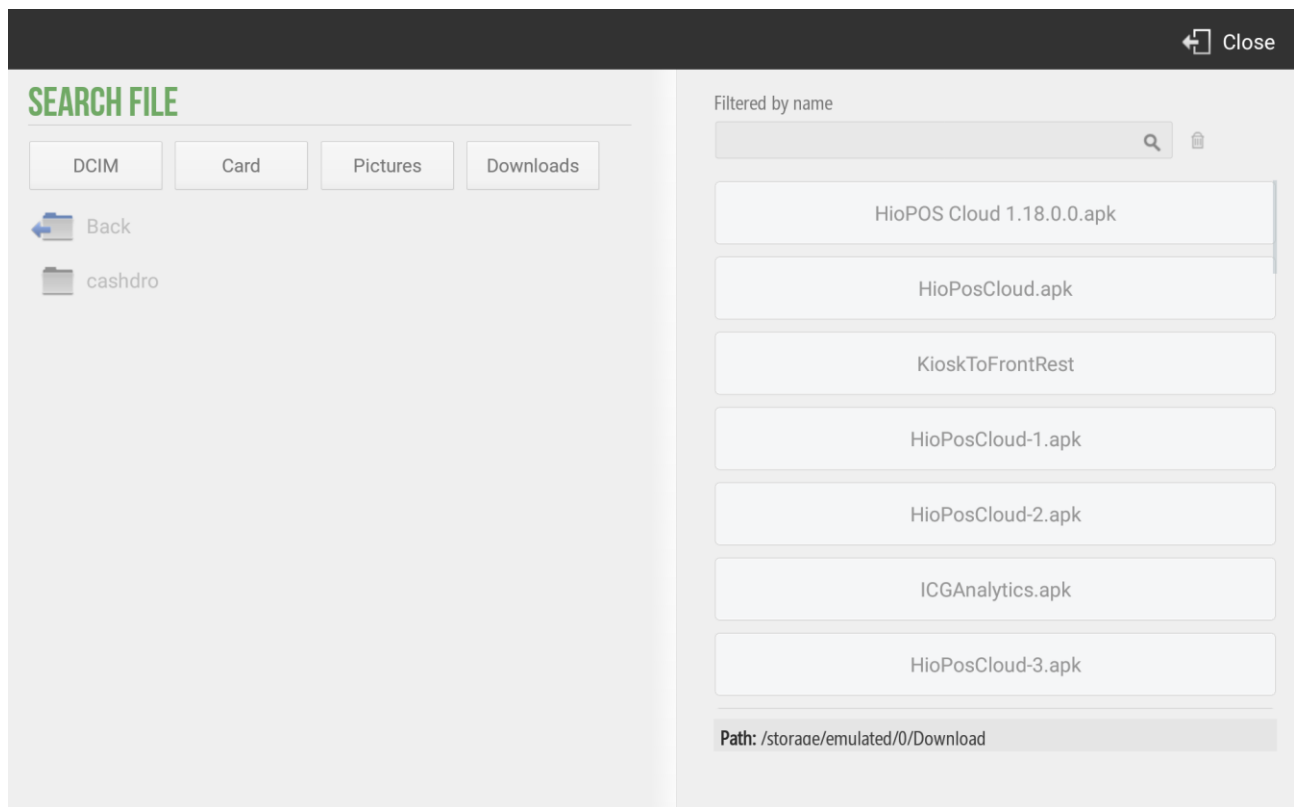 Close
SEARCH FILE
DCIM
Card
Pictures
Downloads
Back
cashdro
Filtered by name
HioPOS Cloud 1.18.0.0.apk
HioPosCloud.apk
KioskToFrontRest
HioPosCloud-1.apk
HioPosCloud-2.apk
ICGAnalytics.apk
HioPosCloud-3.apk
Path: /storage/emulated/0/Download